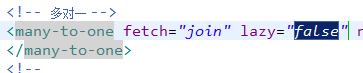 <!-- 多对一 -->
<many-to-one fetch="join" lazy="false"
</many-to-one>
<!--